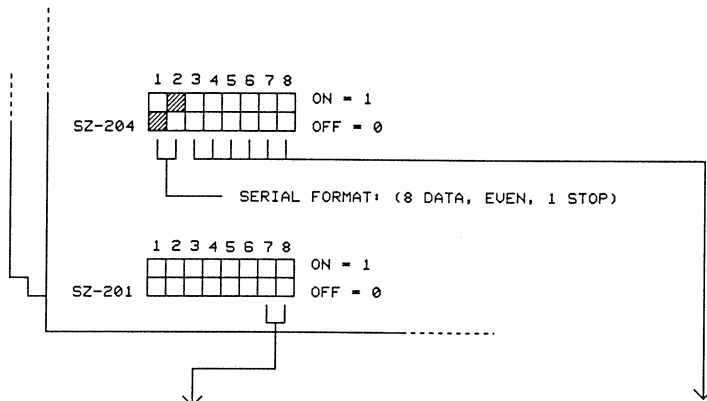 1 2 3 4 5 6 7 8
ON = 1
SZ-204 OFF = 0
SERIAL FORMAT: (8 DATA, EVEN, 1 STOP)
1 2 3 4 5 6 7 8
ON = 1
SZ-201 OFF = 0